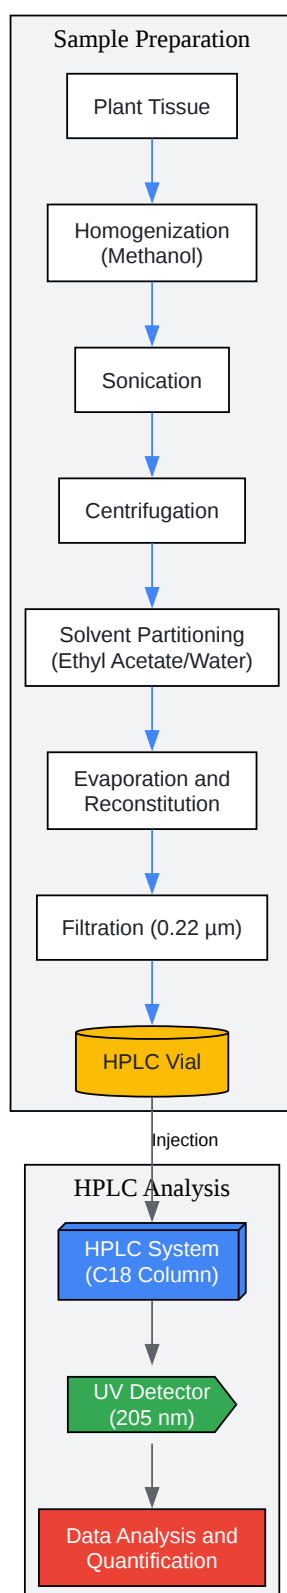 Sample Preparation
Plant Tissue
Homogenization
(Methanol)
Sonication
Centrifugation
Solvent Partitioning
(Ethyl Acetate/Water)
Evaporation and
Reconstitution
Filtration (0.22 µm)
HPLC Vial
Injection
HPLC Analysis
HPLC System
(C18 Column)
UV Detector
(205 nm)
Data Analysis and
Quantification